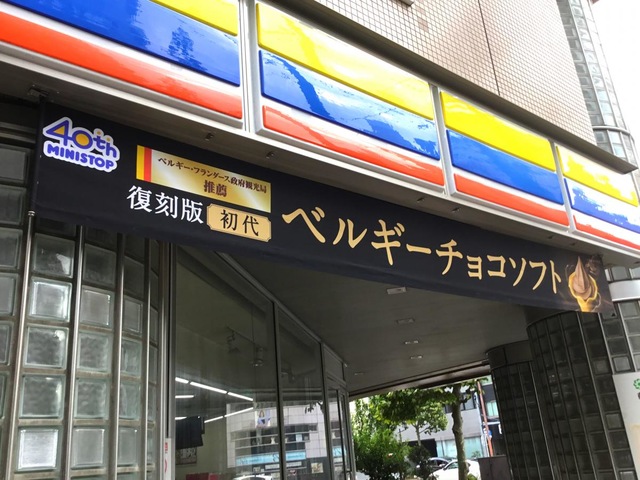 40th
MINISTOP
ベルギー・フランダース政府観光局
推薦
復刻版 初代 ベルギーチョコソフト